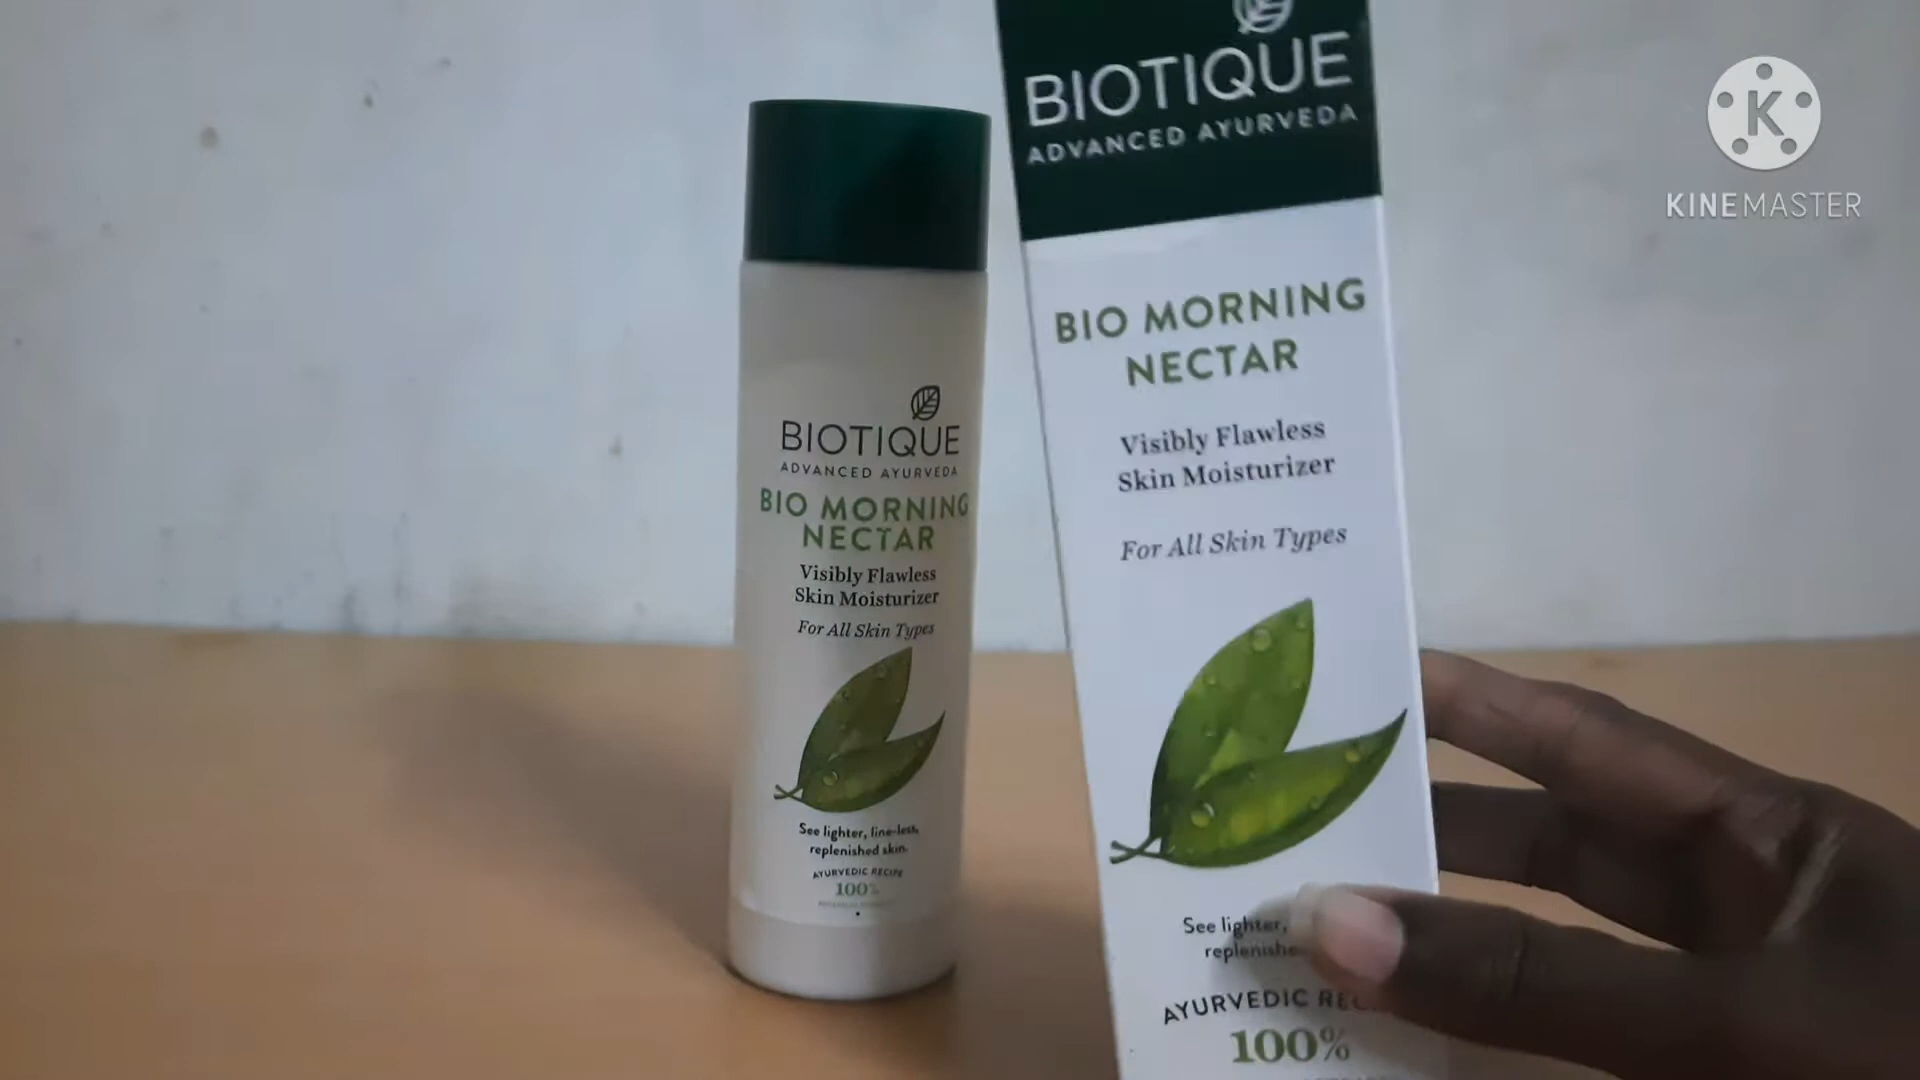 BIOTIQUE
ADVANCED AYURVEDA
BIO MORNING
NECTAR
Visibly Flawless
Skin Moisturizer
For All Skin Types
See lighter, line-less,
replenished skin.
AYURVEDIC RECIPE
100%
BIOTIQUE
ADVANCED AYURVEDA
BIO MORNING
NECTAR
Visibly Flawless
Skin Moisturizer
For All Skin Types
See lighter,
AYURVEDIC
100%
K
KINEMASTER